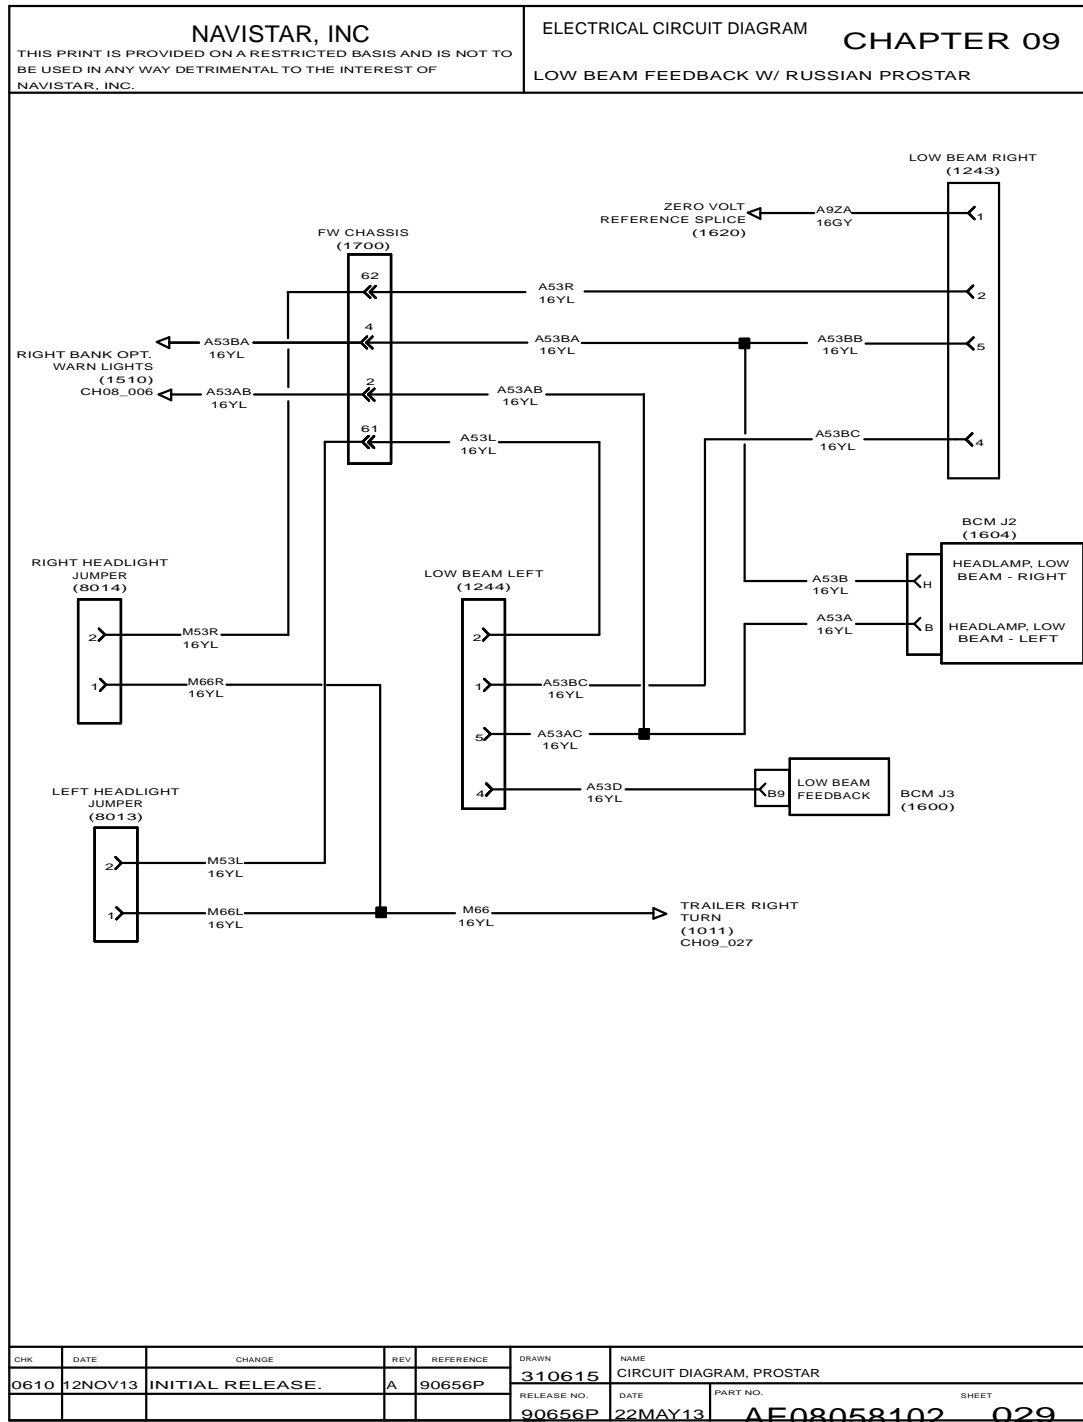 NAVISTAR, INC
THIS PRINT IS PROVIDED ON A RESTRICTED BASIS AND IS NOT TO
BE USED IN ANY WAY DETRIMENTAL TO THE INTEREST OF
NAVISTAR, INC.
ELECTRICAL CIRCUIT DIAGRAM
CHAPTER 09
LOW BEAM FEEDBACK W/ RUSSIAN PROSTAR
LOW BEAM RIGHT
(1243)
ZERO VOLT
REFERENCE SPLICE
(1620)
A9ZA
16GY
1
FW CHASSIS
(1700)
62
A53R
16YL
2
RIGHT BANK OPT.
WARN LIGHTS
(1510)
CH08_006
A53BA
16YL
4
A53BA
16YL
A53BB
16YL
5
A53AB
16YL
2
A53AB
16YL
61
A53L
16YL
A53BC
16YL
4
BCM J2
(1604)
HEADLAMP, LOW
BEAM - RIGHT
A53B
16YL
H
A53A
16YL
B
HEADLAMP, LOW
BEAM - LEFT
RIGHT HEADLIGHT
JUMPER
(8014)
2
M53R
16YL
1
M66R
16YL
LOW BEAM LEFT
(1244)
2
1
A53BC
16YL
5
A53AC
16YL
4
A53D
16YL
B9
LOW BEAM
FEEDBACK
BCM J3
(1600)
LEFT HEADLIGHT
JUMPER
(8013)
2
M53L
16YL
1
M66L
16YL
M66
16YL
TRAILER RIGHT
TURN
(1011)
CH09_027
CHK DATE CHANGE REV REFERENCE
0610 12NOV13 INITIAL RELEASE. A 90656P
DRAWN
310615
NAME
CIRCUIT DIAGRAM, PROSTAR
RELEASE NO.
90656P
DATE
22MAY13
PART NO.
AE08058102
SHEET
029